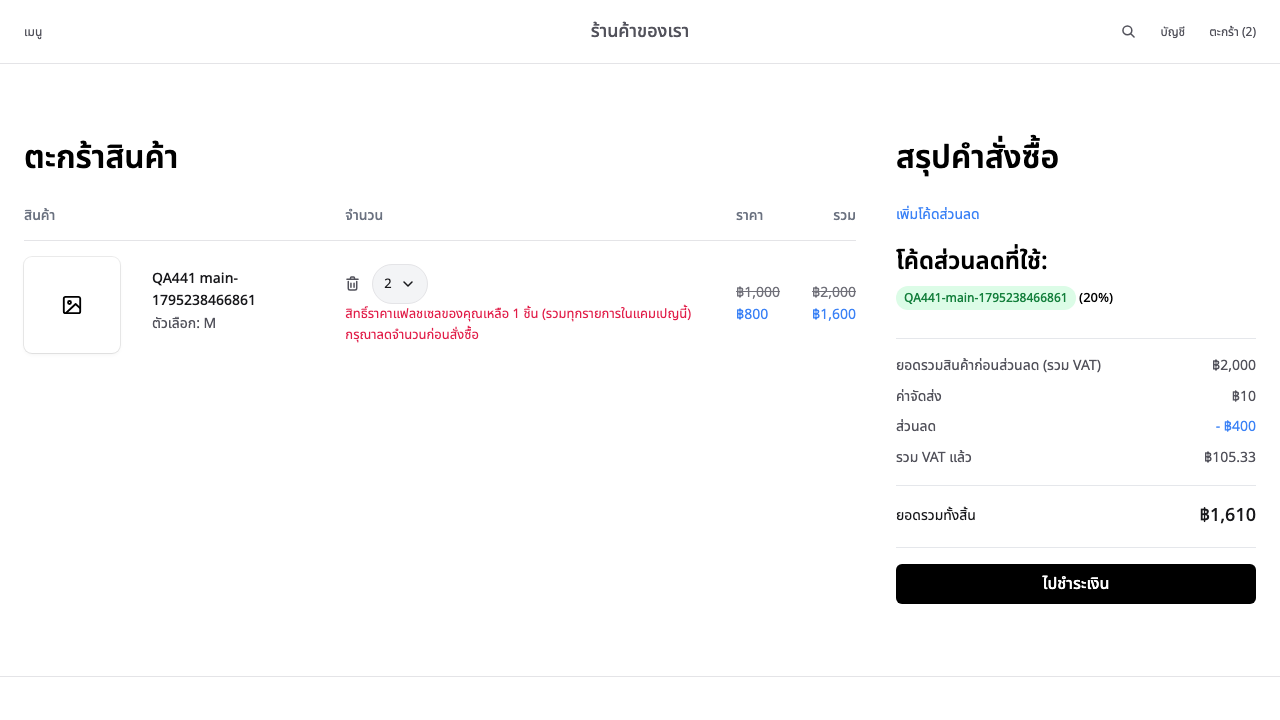 เมนู
ร้านค้าของเรา
บัญชี
ตะกร้า (2)
ตะกร้าสินค้า
สินค้า
จำนวน
ราคา
รวม
QA441 main-
1795238466861
ตัวเลือก: M
2
สิทธิ์ราคาแฟลชเซลของคุณเหลือ 1 ชิ้น (รวมทุกรายการในแคมเปญนี้)
กรุณาลดจำนวนก่อนสั่งซื้อ
฿1,000
฿800
฿2,000
฿1,600
สรุปคำสั่งซื้อ
เพิ่มโค้ดส่วนลด
โค้ดส่วนลดที่ใช้:
QA441-main-1795238466861 (20%)
ยอดรวมสินค้าก่อนส่วนลด (รวม VAT) ฿2,000
ค่าจัดส่ง ฿10
ส่วนลด - ฿400
รวม VAT แล้ว ฿105.33
ยอดรวมทั้งสิ้น ฿1,610
ไปชำระเงิน